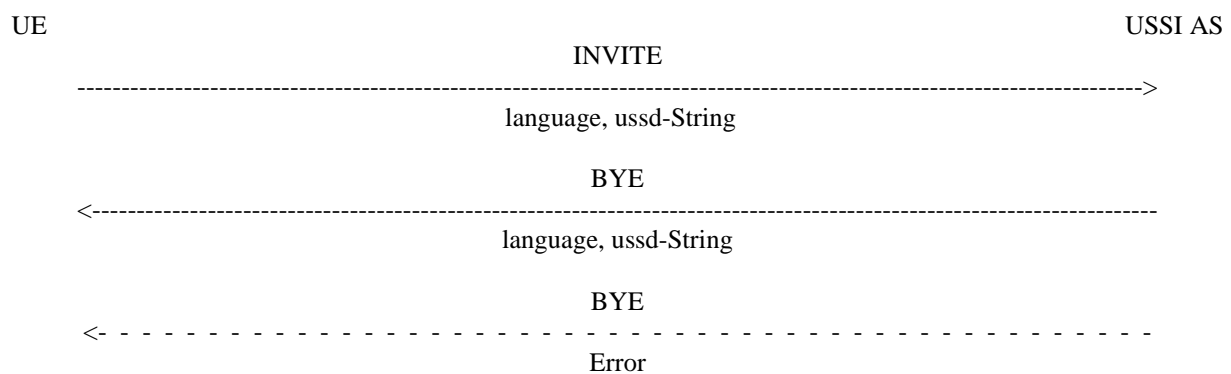 UE USSI AS
INVITE
language, ussd-String
BYE
language, ussd-String
BYE
Error